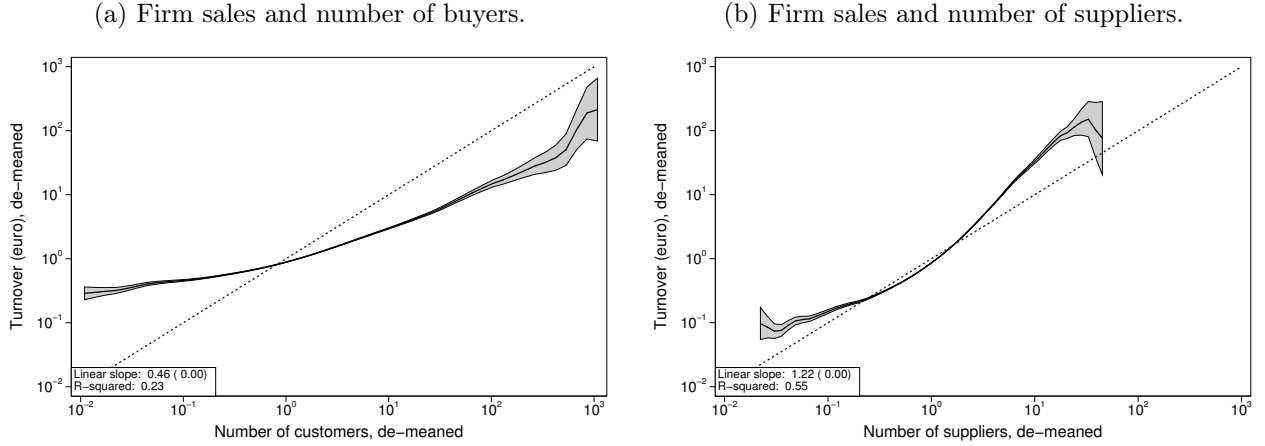 (a) Firm sales and number of buyers.
10³
10²
10¹
10⁰
10⁻¹
10⁻²
Turnover (euro), de−meaned
Linear slope: 0.46 ( 0.00)
R−squared: 0.23
10⁻² 10⁻¹ 10⁰ 10¹ 10² 10³
Number of customers, de−meaned
(b) Firm sales and number of suppliers.
10³
10²
10¹
10⁰
10⁻¹
10⁻²
Turnover (euro), de−meaned
Linear slope: 1.22 ( 0.00)
R−squared: 0.55
10⁻² 10⁻¹ 10⁰ 10¹ 10² 10³
Number of suppliers, de−meaned